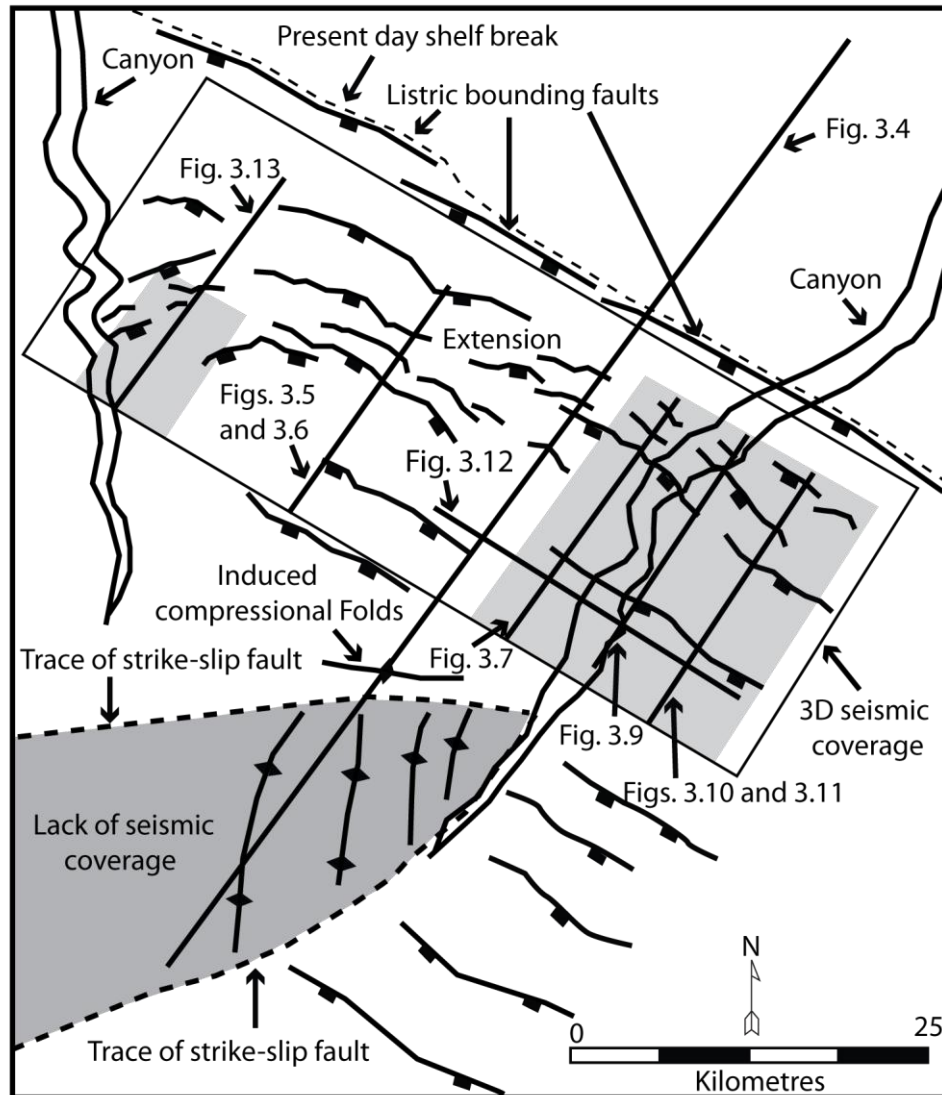 Present day shelf break
Canyon
Listric bounding faults
Fig. 3.4
Fig. 3.13
Canyon
Extension
Figs. 3.5
and 3.6
Fig. 3.12
Induced
compressional Folds
Fig. 3.7
Trace of strike-slip fault
3D seismic
coverage
Fig. 3.9
Figs. 3.10 and 3.11
Lack of seismic
coverage
N
0
25
Trace of strike-slip fault
Kilometres